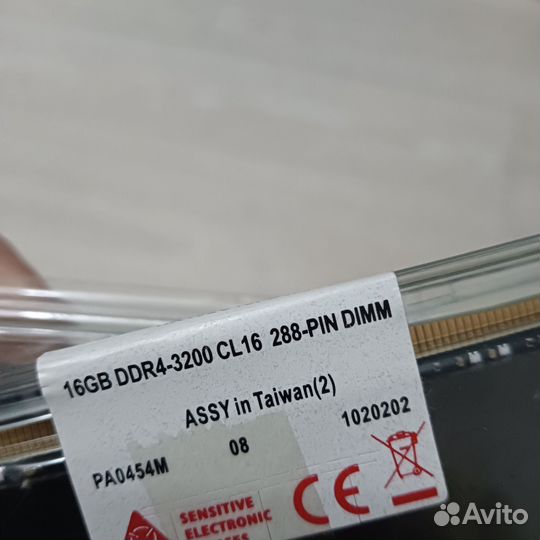 16GB DDR4-3200 CL16 288-PIN DIMM
ASSY in Taiwan(2)
PA0454M 08 1020202
SENSITIVE
ELECTRONIC
CE
Avito